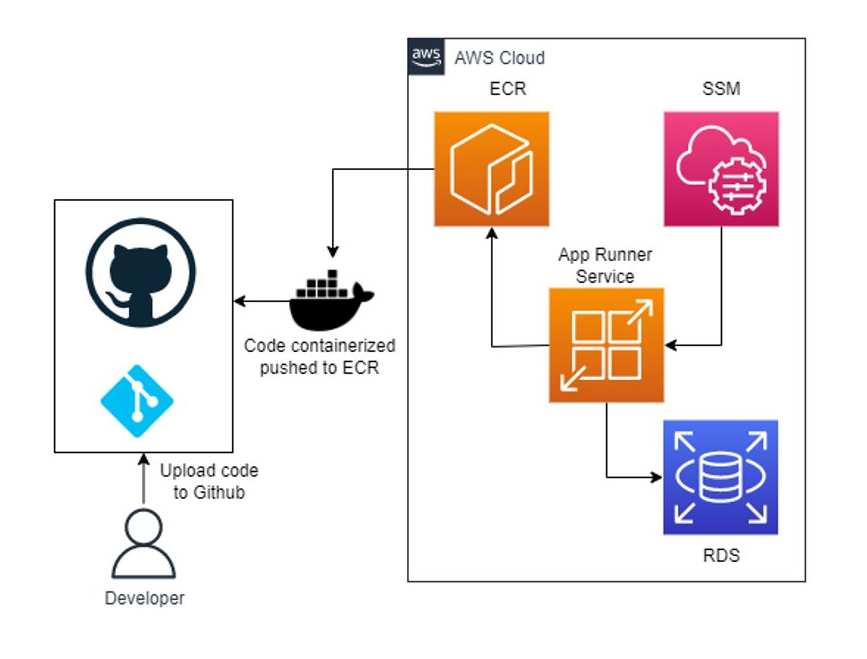 aws
AWS Cloud
ECR
SSM
App Runner
Service
Code containerized
pushed to ECR
RDS
Upload code
to Github
Developer